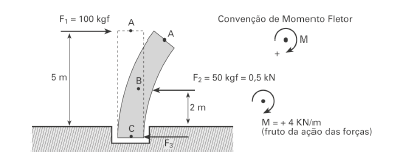 F₁ = 100 kgf
A
Convenção de Momento Fletor
A
M
+
5 m
F₂ = 50 kgf = 0,5 kN
B
2 m
M = + 4 KN/m
(fruto da ação das forças)
C
F₃